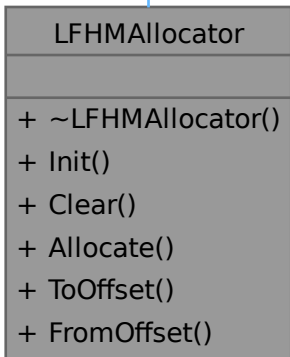 LFHMAllocator
+ ~LFHMAllocator()
+ Init()
+ Clear()
+ Allocate()
+ ToOffset()
+ FromOffset()